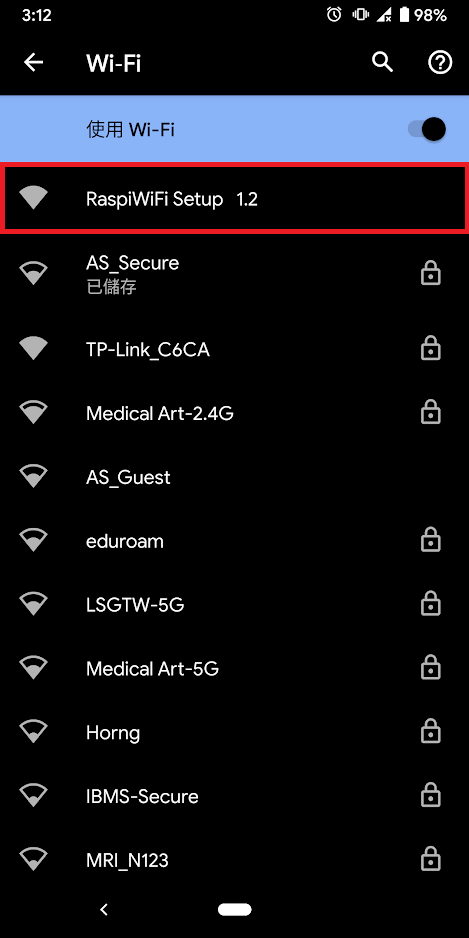 3:12 98%
Wi-Fi
使用 Wi-Fi
RaspiWiFi Setup 1.2
AS_Secure
已儲存
TP-Link_C6CA
Medical Art-2.4G
AS_Guest
eduroam
LSGTW-5G
Medical Art-5G
Horng
IBMS-Secure
MRI_N123